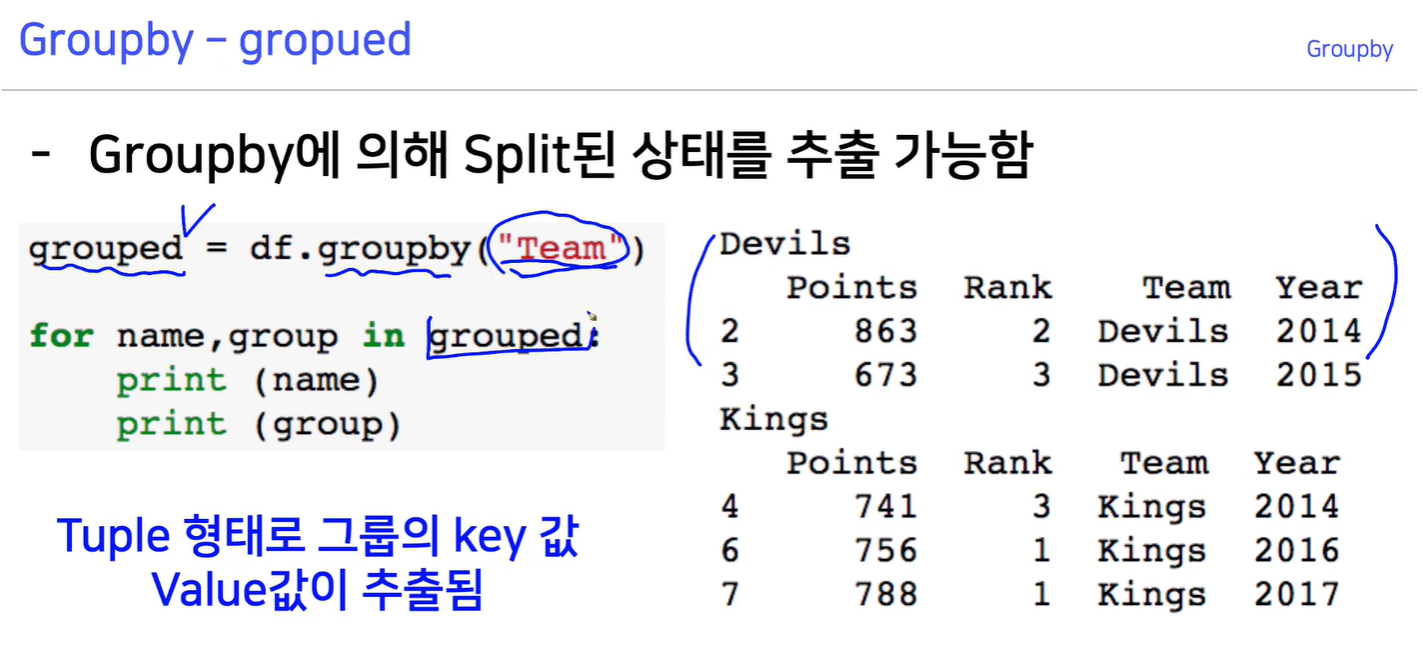 Groupby – gropued
Groupby
- Groupby에 의해 Split된 상태를 추출 가능함
grouped = df.groupby("Team")
for name,group in grouped:
    print (name)
    print (group)
Tuple 형태로 그룹의 key 값
Value값이 추출됨
Devils
   Points  Rank    Team  Year
2     863     2  Devils  2014
3     673     3  Devils  2015
Kings
   Points  Rank   Team  Year
4     741     3  Kings  2014
6     756     1  Kings  2016
7     788     1  Kings  2017